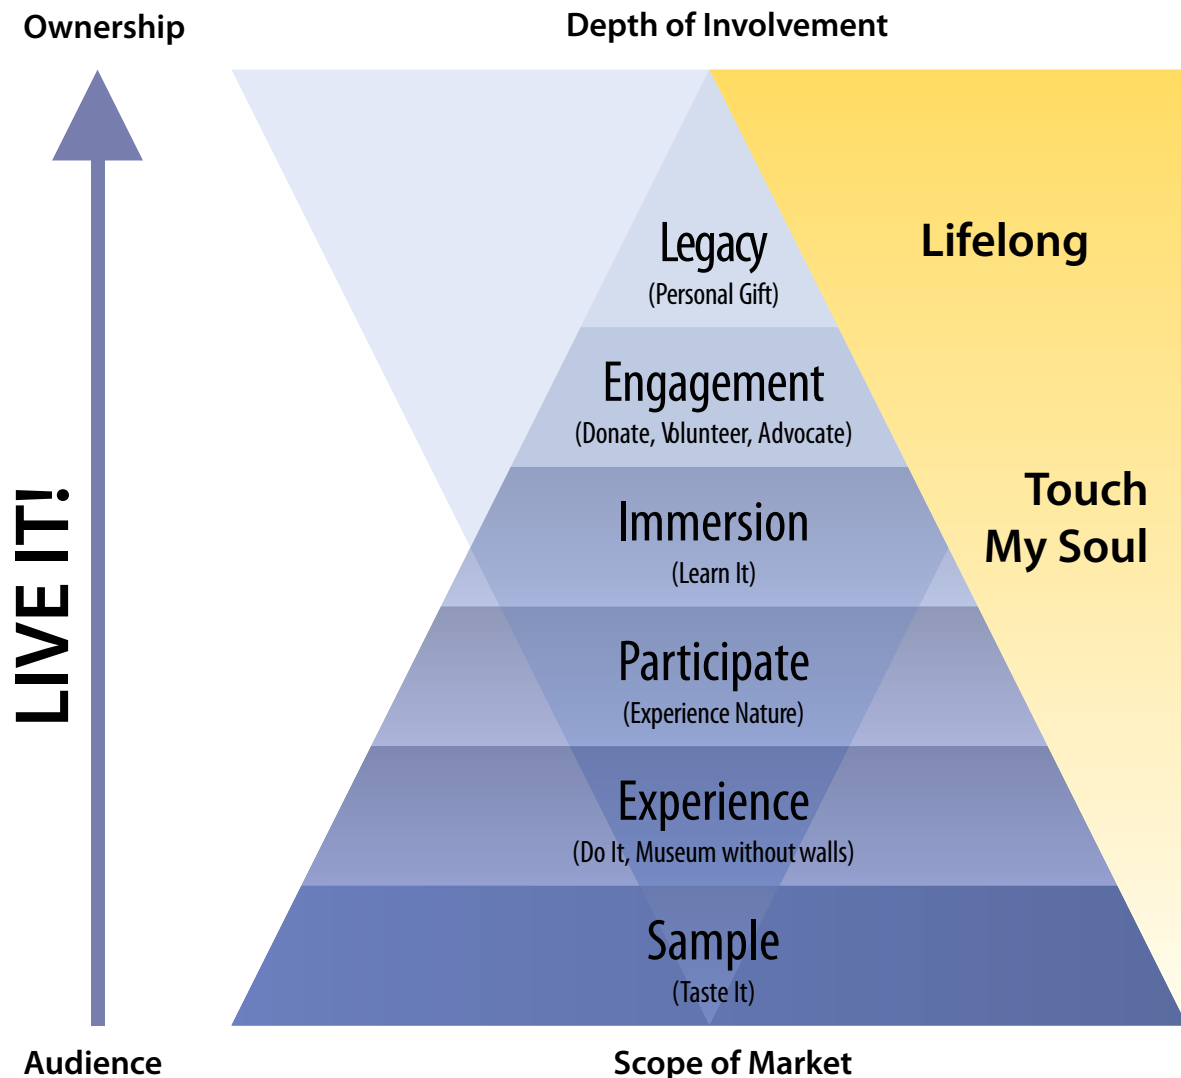 Ownership
Depth of Involvement
LIVE IT!
Legacy
(Personal Gift)
Lifelong
Engagement
(Donate, Volunteer, Advocate)
Immersion
(Learn It)
Touch
My Soul
Participate
(Experience Nature)
Experience
(Do It, Museum without walls)
Sample
(Taste It)
Audience
Scope of Market